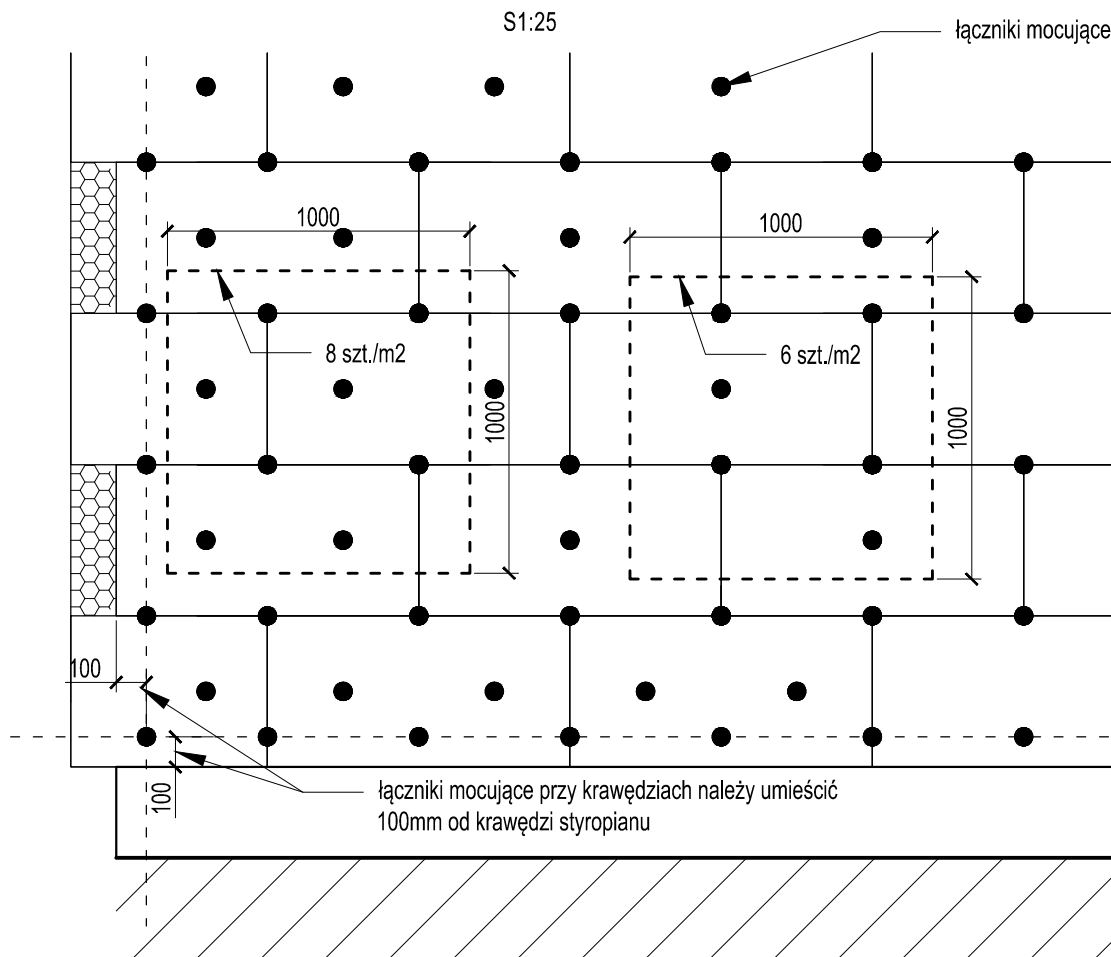 S1:25
łączniki mocujące
1000
1000
8 szt./m2
6 szt./m2
1000
1000
100
100
łączniki mocujące przy krawędziach należy umieścić
100mm od krawędzi styropianu